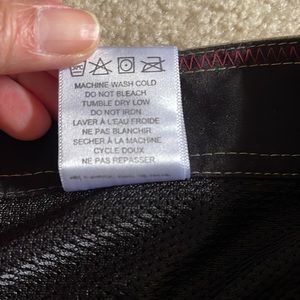 MACHINE WASH COLD
DO NOT BLEACH
TUMBLE DRY LOW
DO NOT IRON
LAVER À L'EAU FROIDE
NE PAS BLANCHIR
SECHER À LA MACHINE
CYCLE DOUX
NE PAS REPASSER